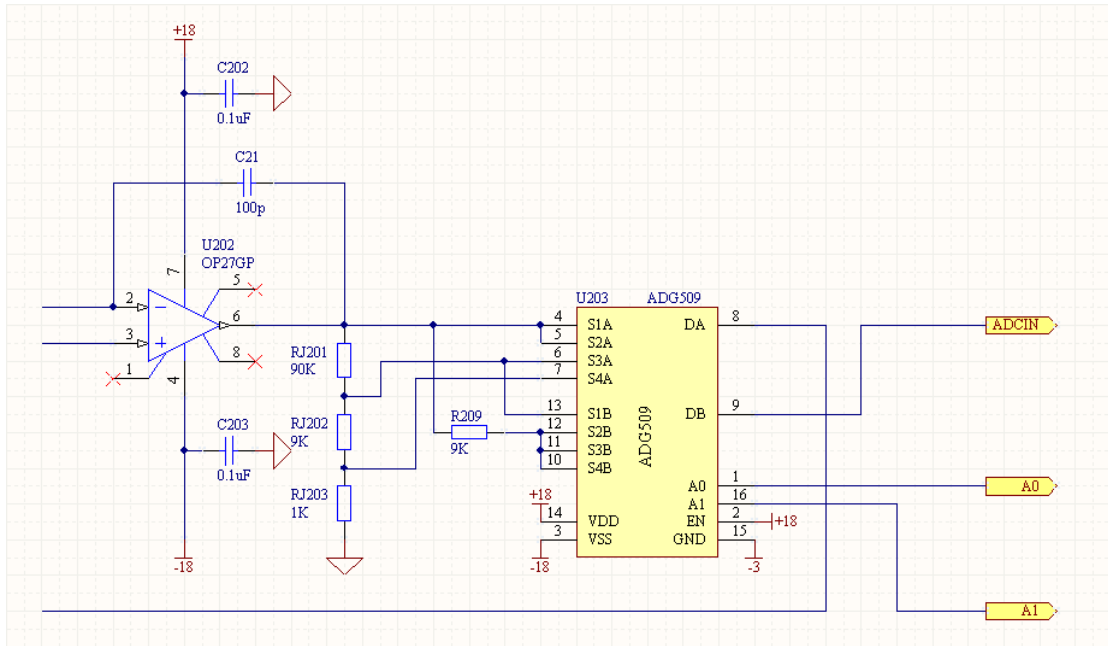 +18
C202
0.1uF
C21
100p
U202
OP27GP
7
5
2
6
3
8
1
4
RJ201
90K
RJ202
9K
RJ203
1K
C203
0.1uF
-18
R209
9K
U203 ADG509
4 S1A DA 8
5 S2A
6 S3A
7 S4A
13 S1B DB 9
12 S2B
11 S3B
10 S4B
ADG509
A0 1
A1 16
+18
14 VDD EN 2 +18
3 VSS GND 15
-18
-3
ADCIN
A0
A1